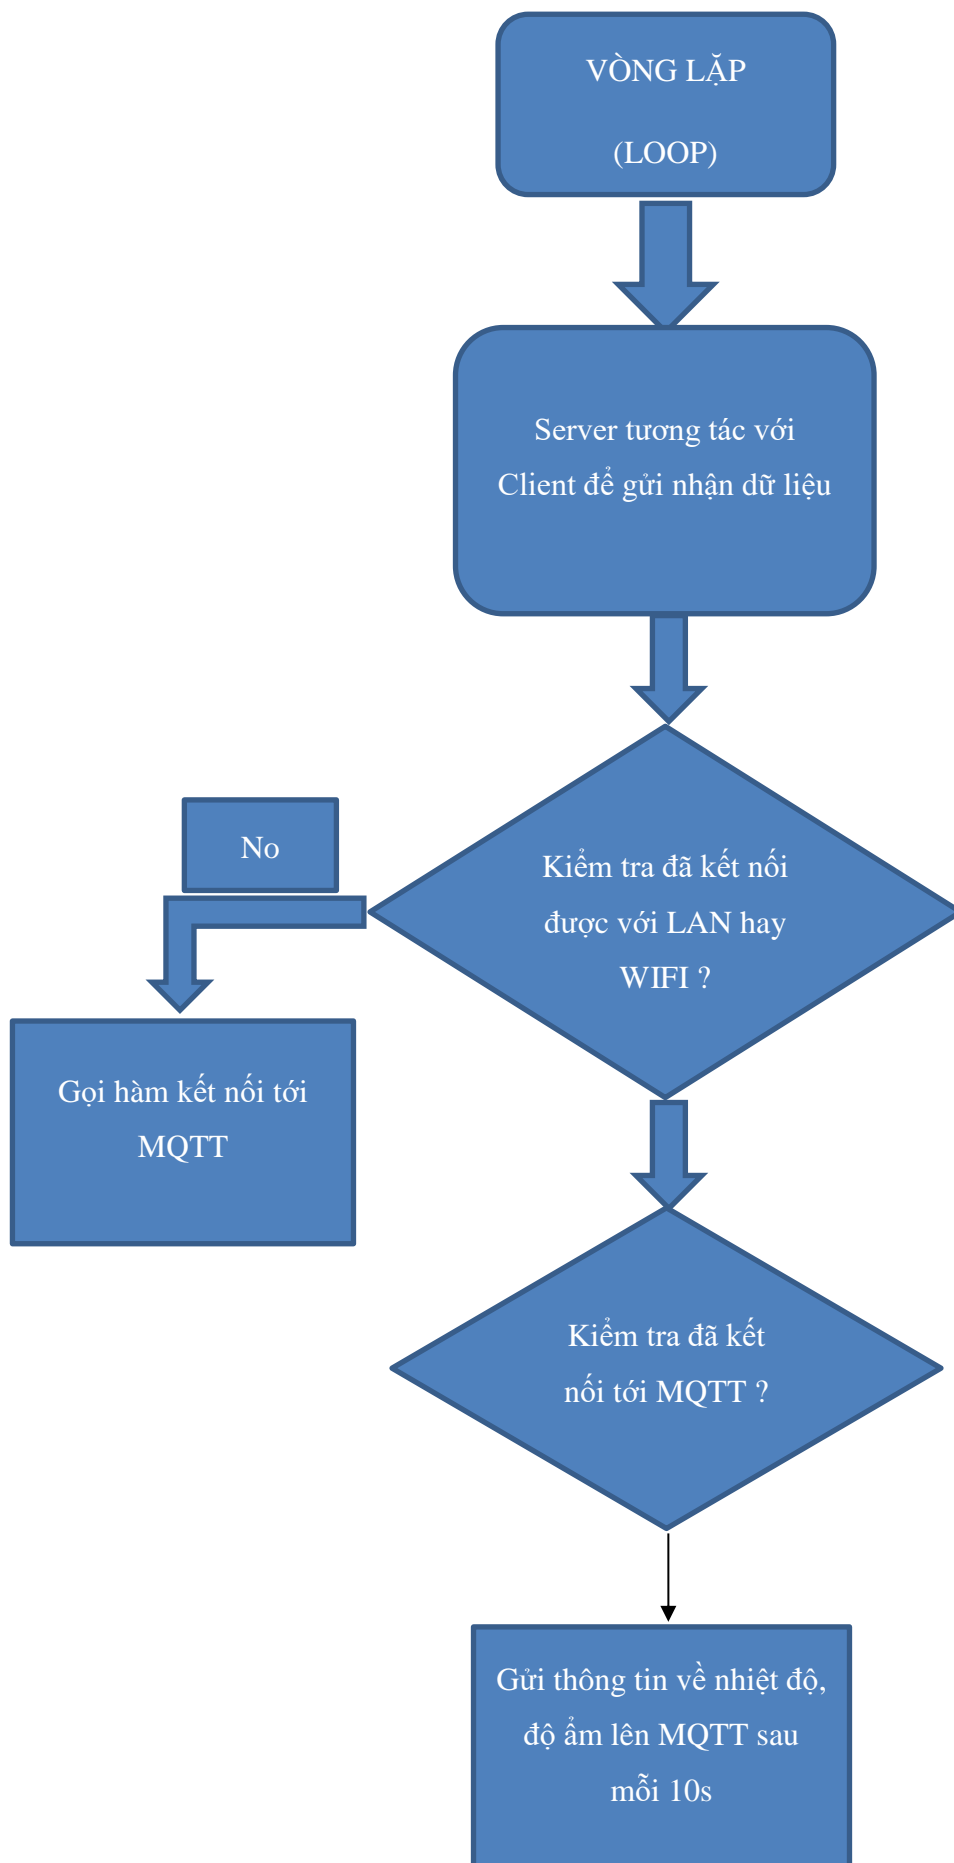 VÒNG LẶP
(LOOP)
Server tương tác với
Client để gửi nhận dữ liệu
No
Kiểm tra đã kết nối
được với LAN hay
WIFI ?
Gọi hàm kết nối tới
MQTT
Kiểm tra đã kết
nối tới MQTT ?
Gửi thông tin về nhiệt độ,
độ ẩm lên MQTT sau
mỗi 10s